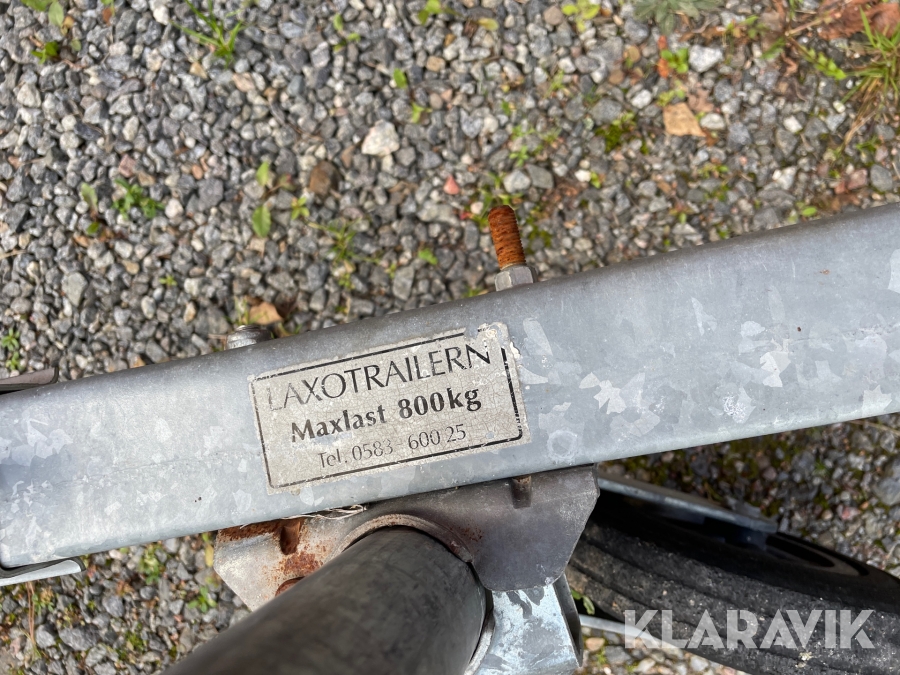 LAXOTRAILERN
Maxlast 800kg
Tel. 0583 - 600 25
KLARAVIK